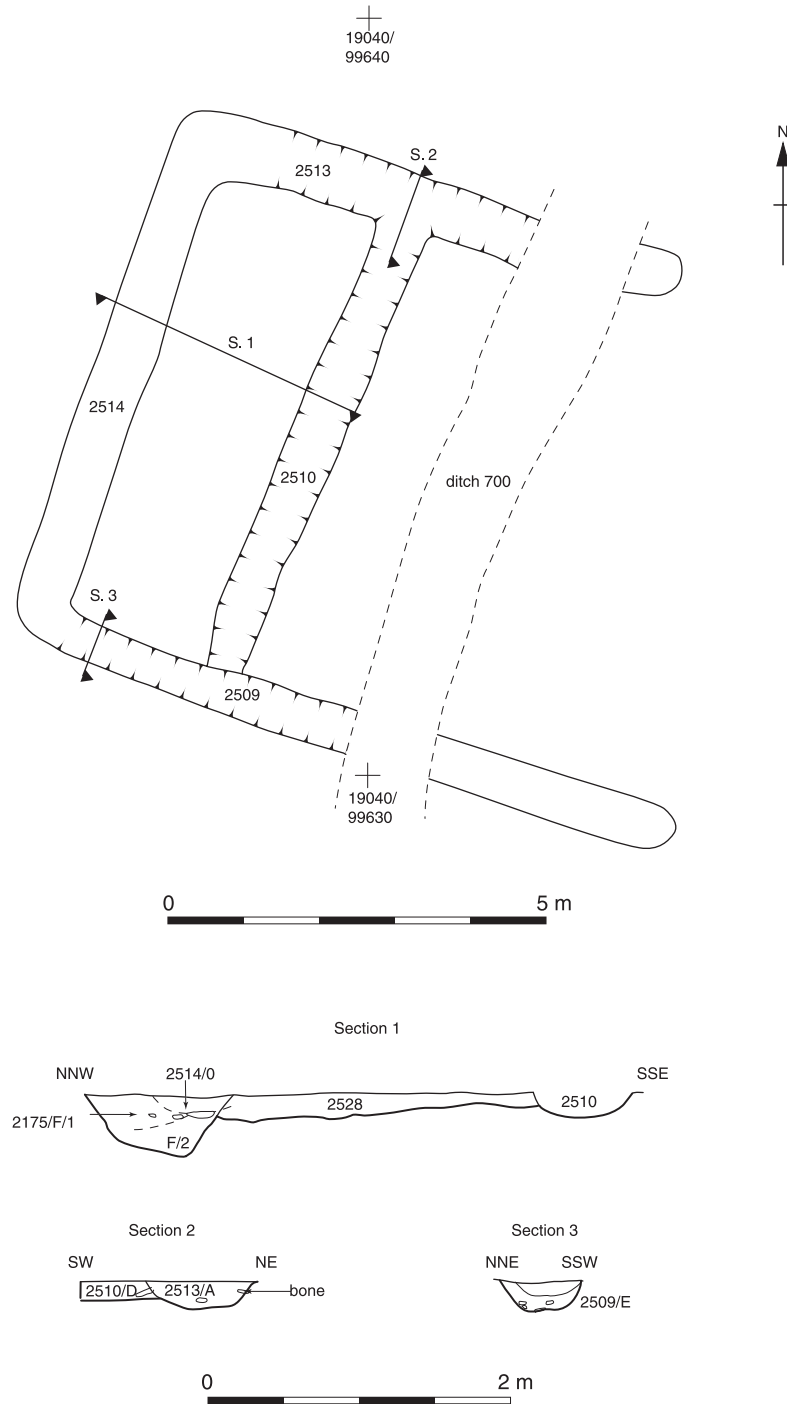 19040/
99640
N
S. 2
2513
S. 1
2514
2510
ditch 700
S. 3
2509
19040/
99630
0 5 m
Section 1
NNW 2514/0 SSE
2528 2510
2175/F/1
F/2
Section 2 Section 3
SW NE NNE SSW
2510/D 2513/A bone
2509/E
0 2 m